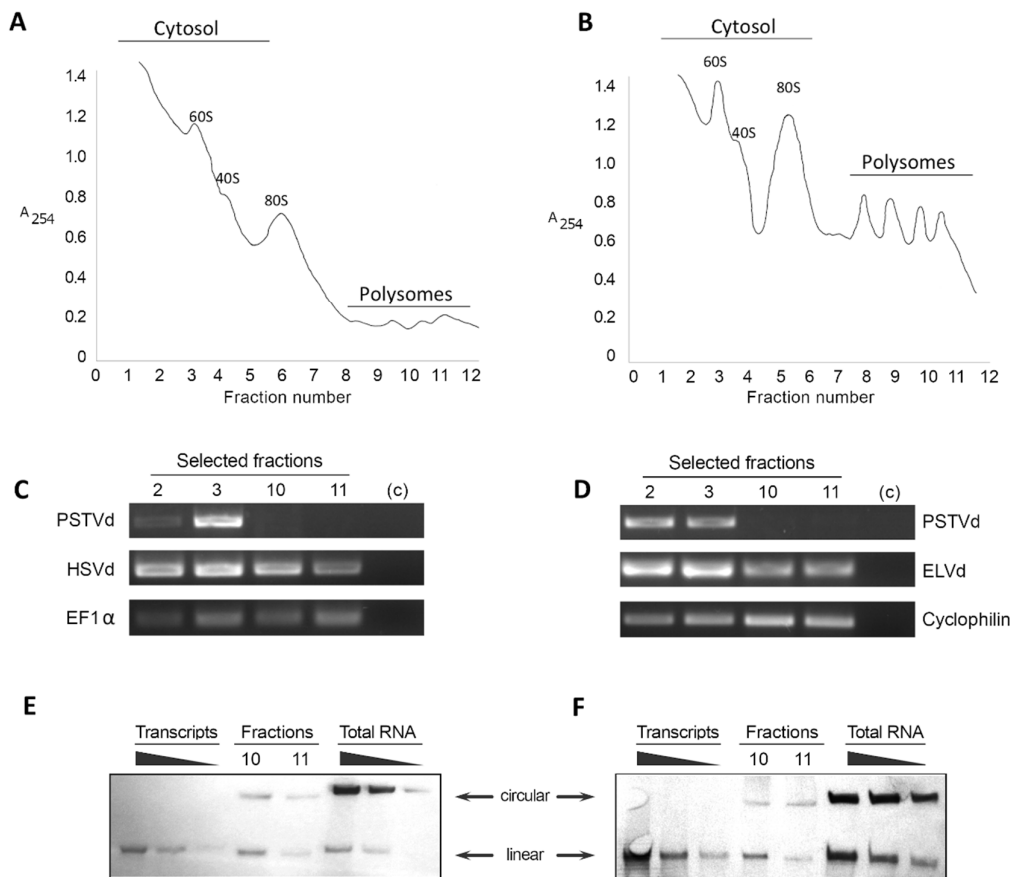 A
Cytosol
1.4
1.2
1.0
0.8
0.6
0.4
0.2
0
A 254
60S
40S
80S
Polysomes
0 1 2 3 4 5 6 7 8 9 10 11 12
Fraction number
B
Cytosol
1.4
1.2
1.0
0.8
0.6
0.4
0.2
0
A 254
60S
40S
80S
Polysomes
0 1 2 3 4 5 6 7 8 9 10 11 12
Fraction number
C
Selected fractions
2 3 10 11 (c)
PSTVd
HSVd
EF1α
D
Selected fractions
2 3 10 11 (c)
PSTVd
ELVd
Cyclophilin
E
Transcripts Fractions Total RNA
10 11
circular
linear
F
Transcripts Fractions Total RNA
10 11